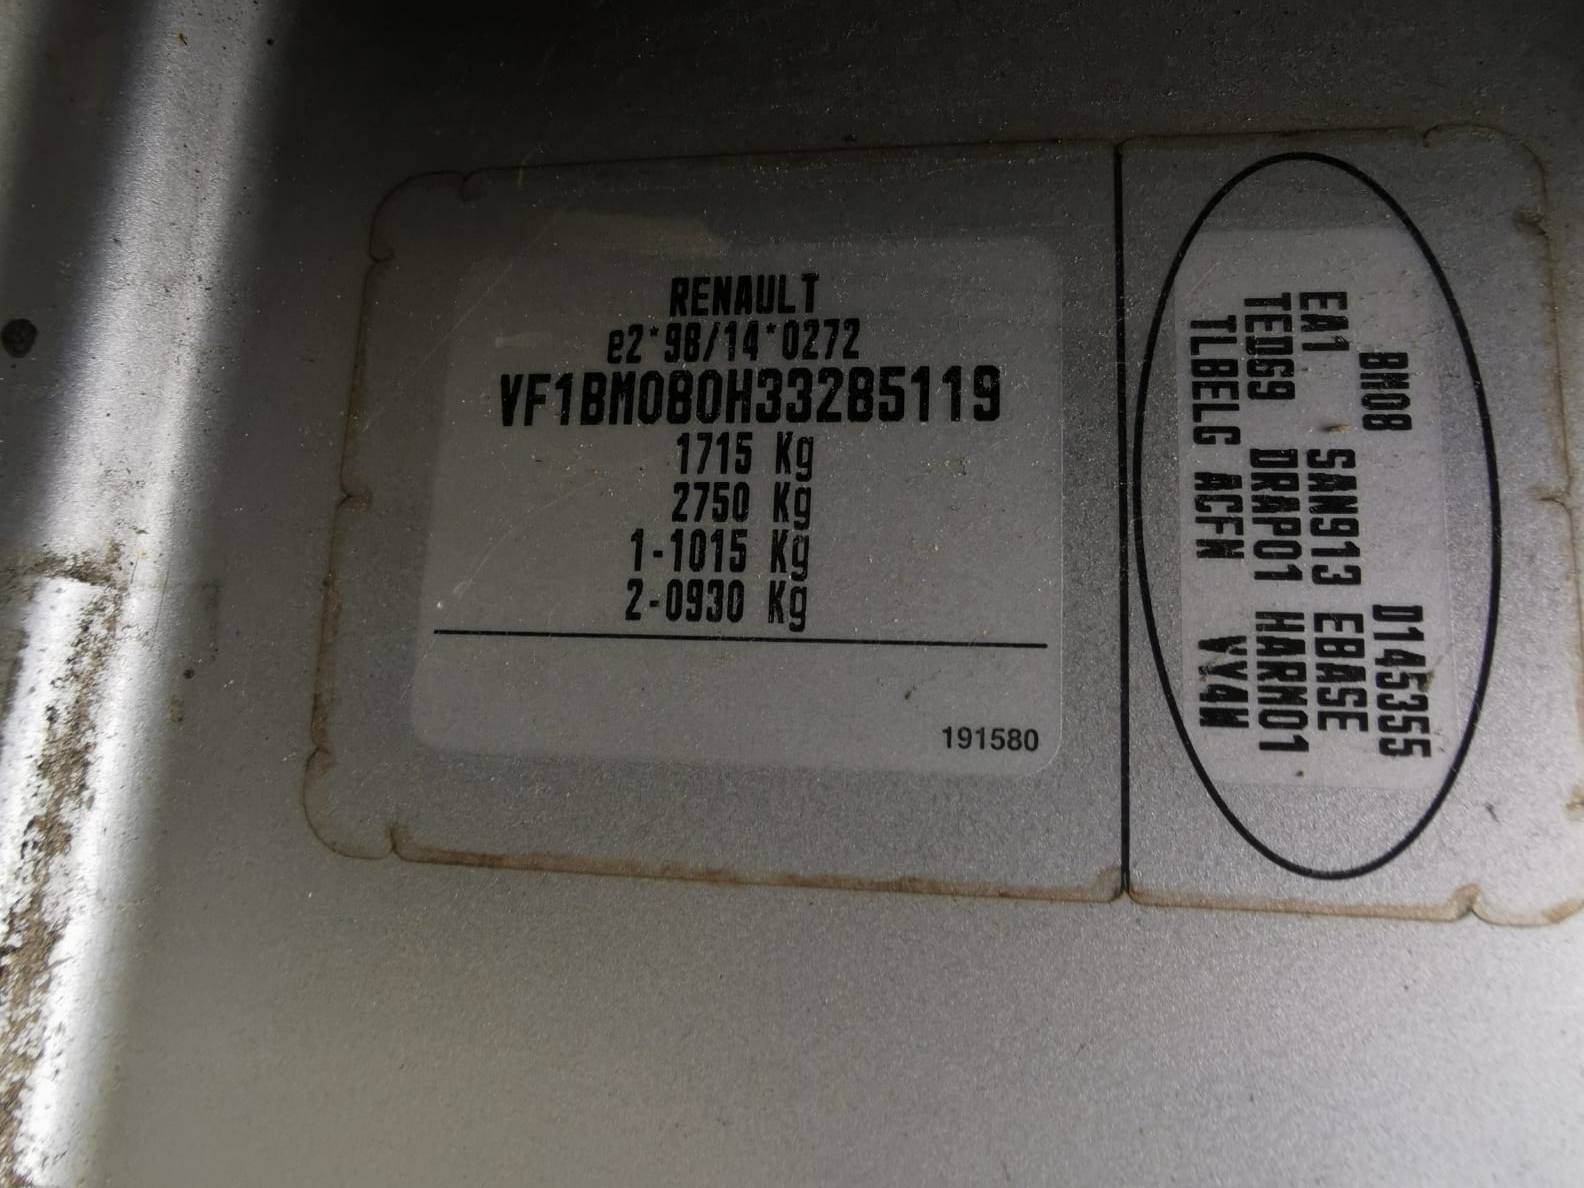 RENAULT
e2*98/14*0272
VF1BM080H33285119
1715 Kg
2750 Kg
1-1015 Kg
2-0930 Kg
191580
BM08 D145355
EA1 SAN913 EBASE
TED69 DRAP01 HARM01
TLBELG ACFN VV4N